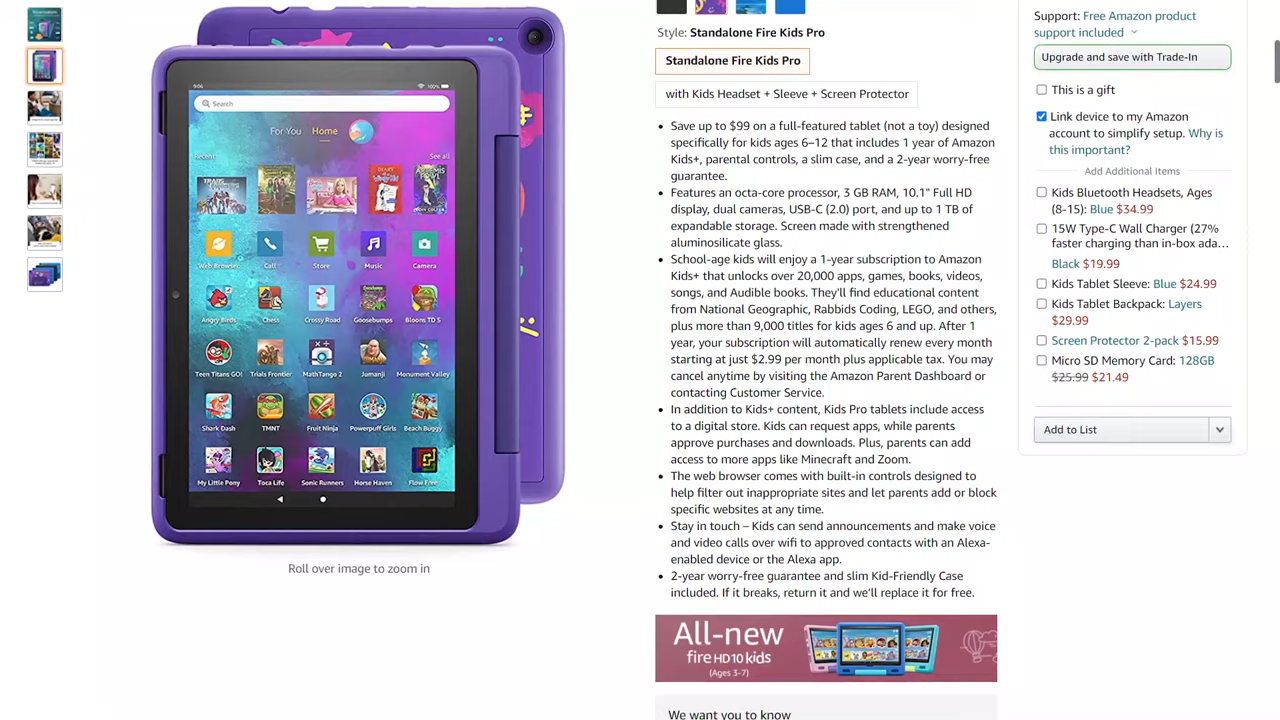 9:06
100%
Search
For You Home
Recent
See all
DIARY
Wimpy Kid
ARTEMIS
Web Browser
Call
Store
Music
Camera
Angry Birds
Chess
Crossy Road
Goosebumps
Bloons TD 5
Teen Titans GO!
Trials Frontier
MathTango 2
Jumanji
Monument Valley
Shark Dash
TMNT
Fruit Ninja
Powerpuff Girls
Beach Buggy
My Little Pony
Toca Life
Sonic Runners
Horse Haven
Flow Free
Roll over image to zoom in
Style: Standalone Fire Kids Pro
Standalone Fire Kids Pro
with Kids Headset + Sleeve + Screen Protector
• Save up to $99 on a full-featured tablet (not a toy) designed
specifically for kids ages 6–12 that includes 1 year of Amazon
Kids+, parental controls, a slim case, and a 2-year worry-free
guarantee.
• Features an octa-core processor, 3 GB RAM, 10.1" Full HD
display, dual cameras, USB-C (2.0) port, and up to 1 TB of
expandable storage. Screen made with strengthened
aluminosilicate glass.
• School-age kids will enjoy a 1-year subscription to Amazon
Kids+ that unlocks over 20,000 apps, games, books, videos,
songs, and Audible books. They'll find educational content
from National Geographic, Rabbids Coding, LEGO, and others,
plus more than 9,000 titles for kids ages 6 and up. After 1
year, your subscription will automatically renew every month
starting at just $2.99 per month plus applicable tax. You may
cancel anytime by visiting the Amazon Parent Dashboard or
contacting Customer Service.
• In addition to Kids+ content, Kids Pro tablets include access
to a digital store. Kids can request apps, while parents
approve purchases and downloads. Plus, parents can add
access to more apps like Minecraft and Zoom.
• The web browser comes with built-in controls designed to
help filter out inappropriate sites and let parents add or block
specific websites at any time.
• Stay in touch – Kids can send announcements and make voice
and video calls over wifi to approved contacts with an Alexa-
enabled device or the Alexa app.
• 2-year worry-free guarantee and slim Kid-Friendly Case
included. If it breaks, return it and we'll replace it for free.
All-new
fire HD 10 kids
(Ages 3-7)
We want you to know
Support: Free Amazon product
support included
Upgrade and save with Trade-In
This is a gift
Link device to my Amazon
account to simplify setup. Why is
this important?
Add Additional Items
Kids Bluetooth Headsets, Ages
(8-15): Blue $34.99
15W Type-C Wall Charger (27%
faster charging than in-box ada…
Black $19.99
Kids Tablet Sleeve: Blue $24.99
Kids Tablet Backpack: Layers
$29.99
Screen Protector 2-pack $15.99
Micro SD Memory Card: 128GB
$25.99 $21.49
Add to List